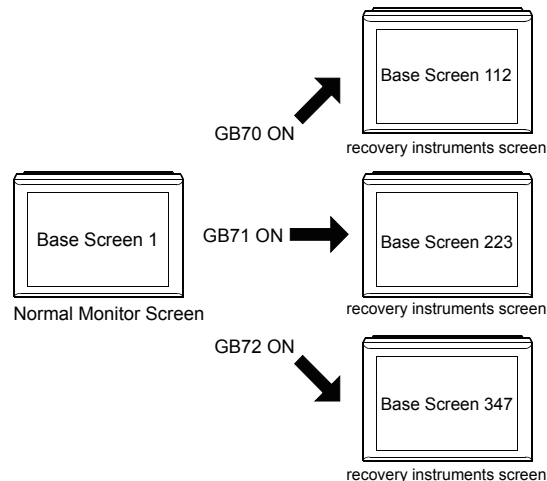 Base Screen 112
GB70 ON
recovery instruments screen
Base Screen 1
GB71 ON
Base Screen 223
Normal Monitor Screen
recovery instruments screen
GB72 ON
Base Screen 347
recovery instruments screen